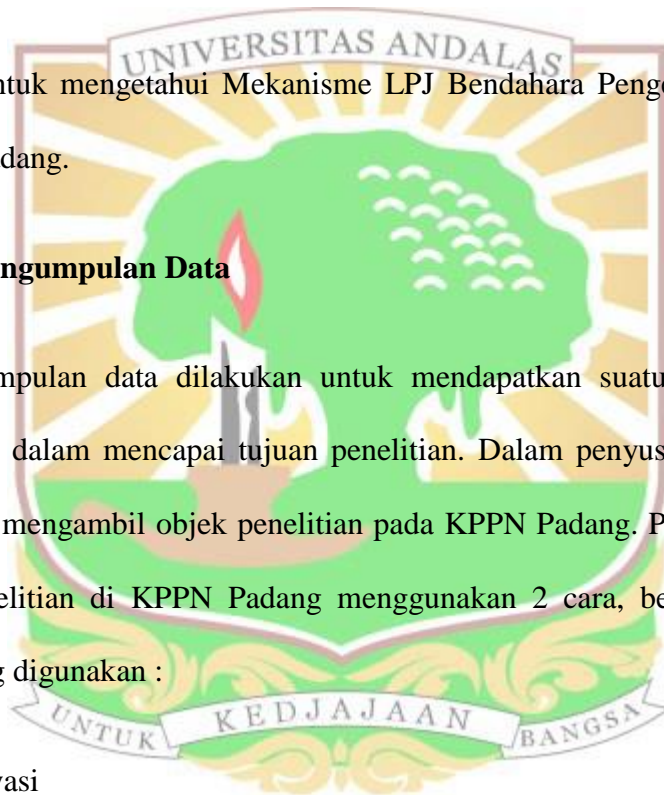 UNIVERSITAS ANDALAS
ntuk mengetahui Mekanisme LPJ Bendahara Penge
dang.
ngumpulan Data
mpulan data dilakukan untuk mendapatkan suatu
dalam mencapai tujuan penelitian. Dalam penyus
mengambil objek penelitian pada KPPN Padang. P
elitian di KPPN Padang menggunakan 2 cara, be
g digunakan :
UNTUK KEDJAJAAN BANGSA
vasi